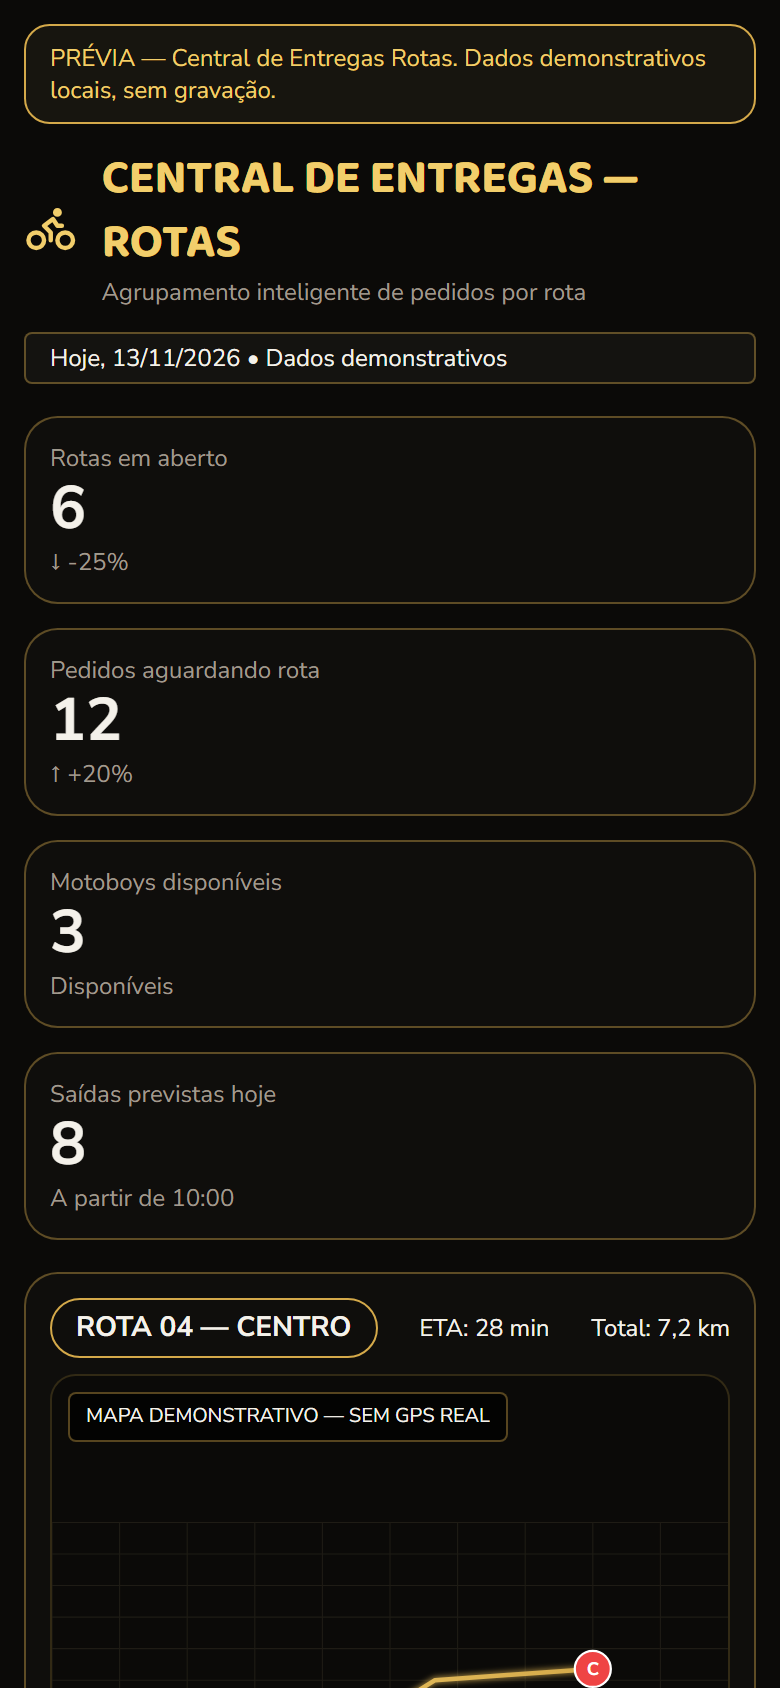 PRÉVIA — Central de Entregas Rotas. Dados demonstrativos
locais, sem gravação.
CENTRAL DE ENTREGAS —
ROTAS
Agrupamento inteligente de pedidos por rota
Hoje, 13/11/2026 • Dados demonstrativos
Rotas em aberto
6
↓ -25%
Pedidos aguardando rota
12
↑ +20%
Motoboys disponíveis
3
Disponíveis
Saídas previstas hoje
8
A partir de 10:00
ROTA 04 — CENTRO ETA: 28 min Total: 7,2 km
MAPA DEMONSTRATIVO — SEM GPS REAL
C